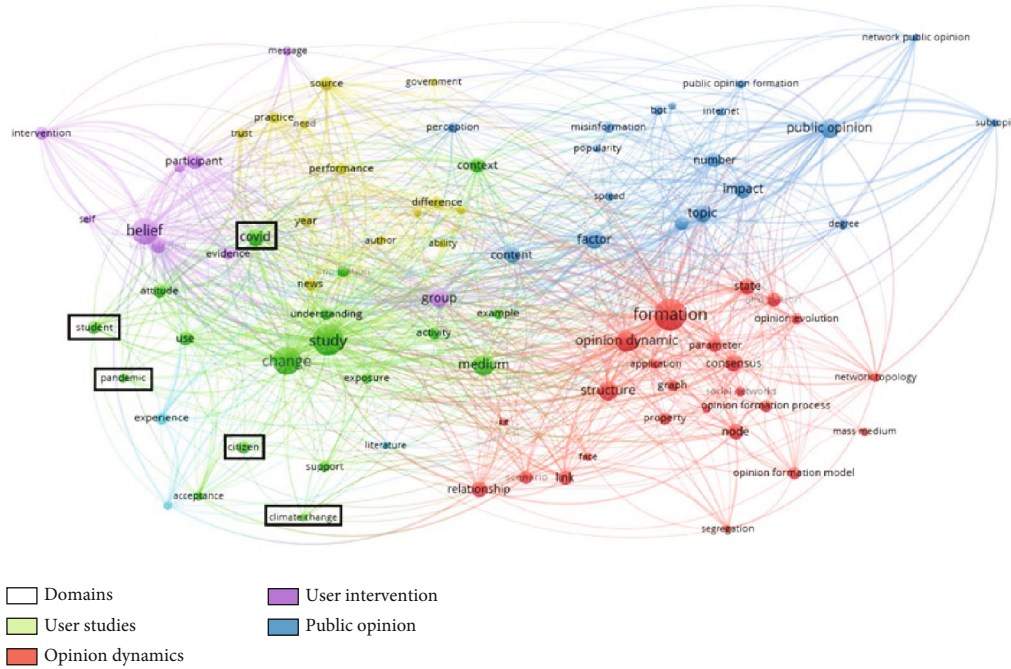 network public opinion
message
source
government
public opinion formation
bot
internet
practice
need
trust
perception
misinformation
public opinion
subtopic
intervention
popularity
participant
performance
context
number
impact
spread
difference
self
year
topic
degree
belief
covid
author
ability
factor
evidence
content
news
state
attitude
group
understanding
example
formation
opinion evolution
student
use
study
activity
opinion dynamic
parameter
change
medium
application
consensus
pandemic
exposure
structure
graph
network topology
social networks
opinion formation process
experience
property
node
mass medium
citizen
literature
support
face
scenario
link
opinion formation model
relationship
acceptance
climate change
segregation
Domains
User studies
Opinion dynamics
User intervention
Public opinion